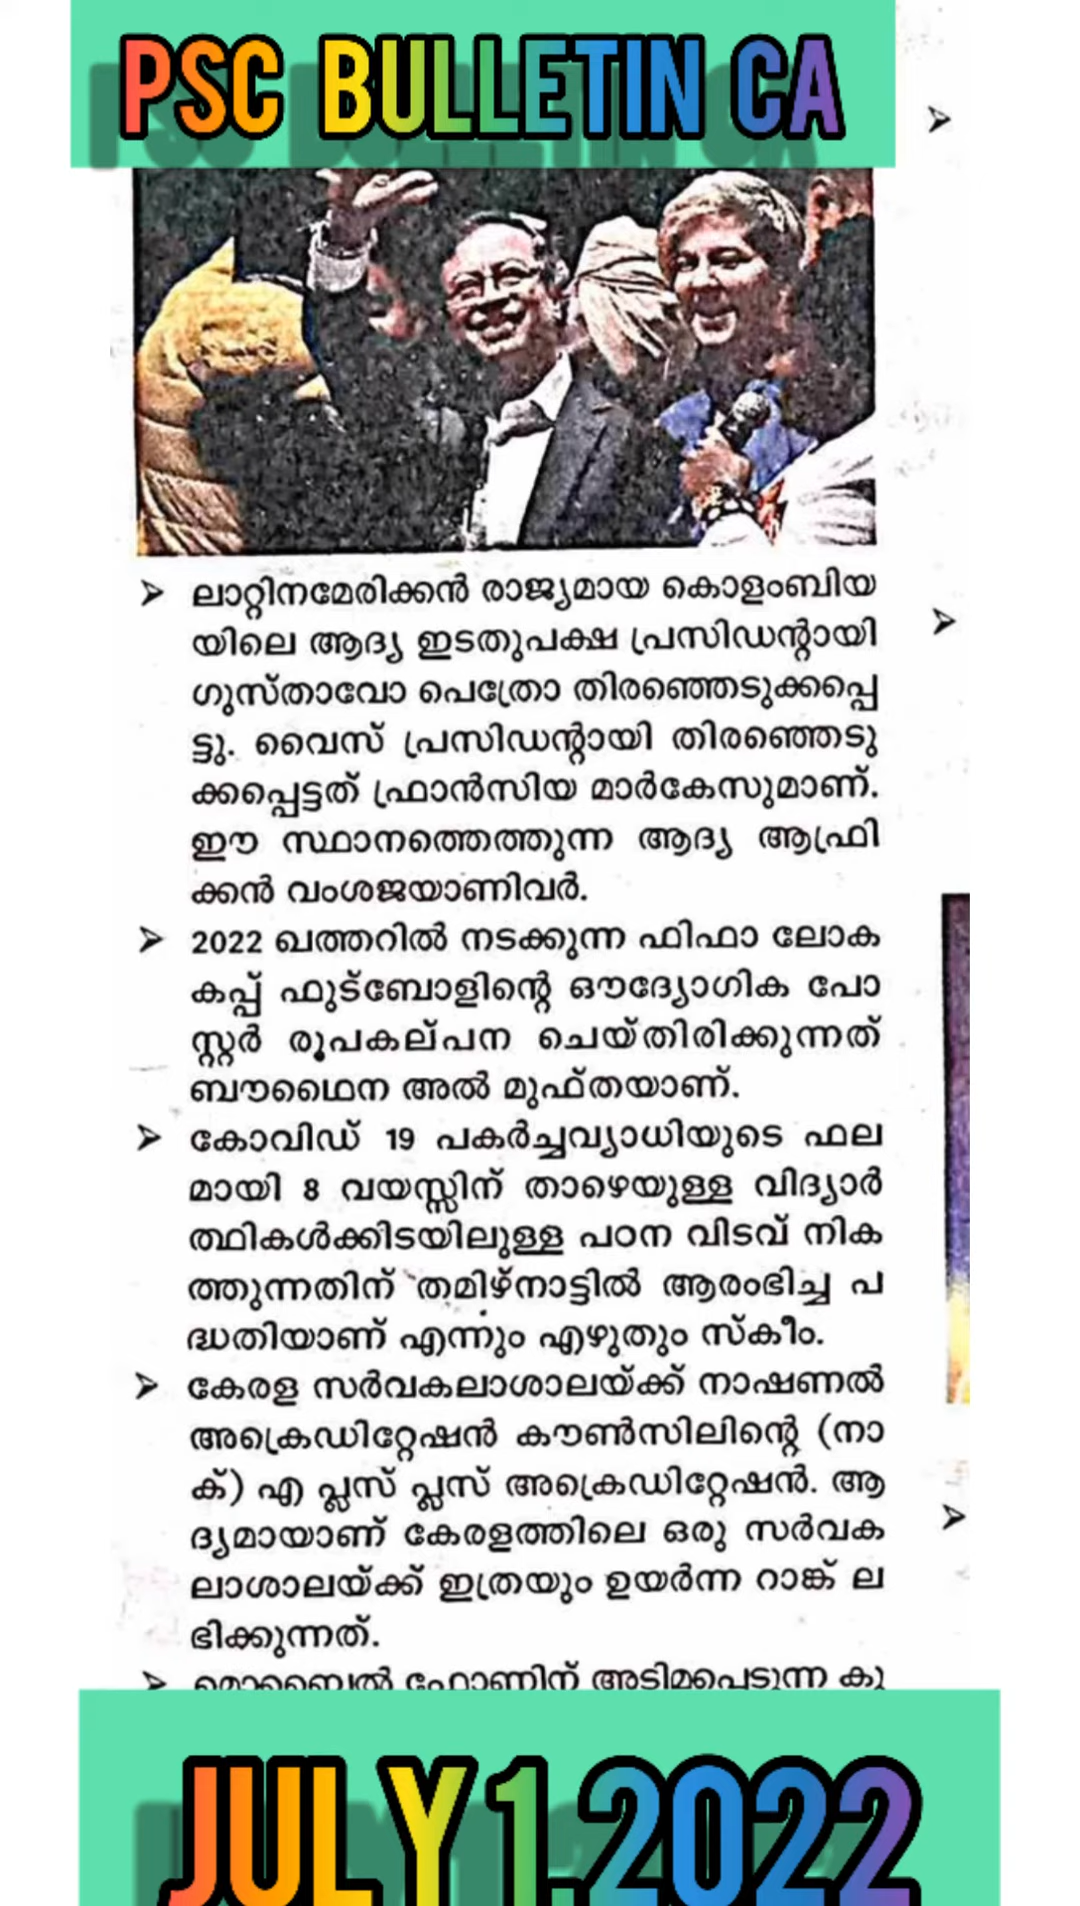 PSC BULLETIN CA
➤ ലാറ്റിനമേരിക്കൻ രാജ്യമായ കൊളംബിയ
യിലെ ആദ്യ ഇടതുപക്ഷ പ്രസിഡന്റായി
ഗുസ്താവോ പെത്രോ തിരഞ്ഞെടുക്കപ്പെ
ട്ടു. വൈസ് പ്രസിഡന്റായി തിരഞ്ഞെടു
ക്കപ്പെട്ടത് ഫ്രാൻസിയ മാർകേസുമാണ്.
ഈ സ്ഥാനത്തെത്തുന്ന ആദ്യ ആഫ്രി
ക്കൻ വംശജയാണിവർ.
➤ 2022 ഖത്തറിൽ നടക്കുന്ന ഫിഫാ ലോക
കപ്പ് ഫുട്ബോളിന്റെ ഔദ്യോഗിക പോ
സ്റ്റർ രൂപകല്പന ചെയ്തിരിക്കുന്നത്
ബൗഥൈന അൽ മുഫ്തയാണ്.
➤ കോവിഡ് 19 പകർച്ചവ്യാധിയുടെ ഫല
മായി 8 വയസ്സിന് താഴെയുള്ള വിദ്യാർ
ത്ഥികൾക്കിടയിലുള്ള പഠന വിടവ് നിക
ത്തുന്നതിന് തമിഴ്നാട്ടിൽ ആരംഭിച്ച പ
ദ്ധതിയാണ് എന്നും എഴുതും സ്കീം.
➤ കേരള സർവകലാശാലയ്ക്ക് നാഷണൽ
അക്രെഡിറ്റേഷൻ കൗൺസിലിന്റെ (നാ
ക്) എ പ്ലസ് പ്ലസ് അക്രെഡിറ്റേഷൻ. ആ
ദ്യമായാണ് കേരളത്തിലെ ഒരു സർവക
ലാശാലയ്ക്ക് ഇത്രയും ഉയർന്ന റാങ്ക് ല
ഭിക്കുന്നത്.
➤ മൊബൈൽ ഫോണിന് അടിമപ്പെടുന്ന കു
JULY 1,2022